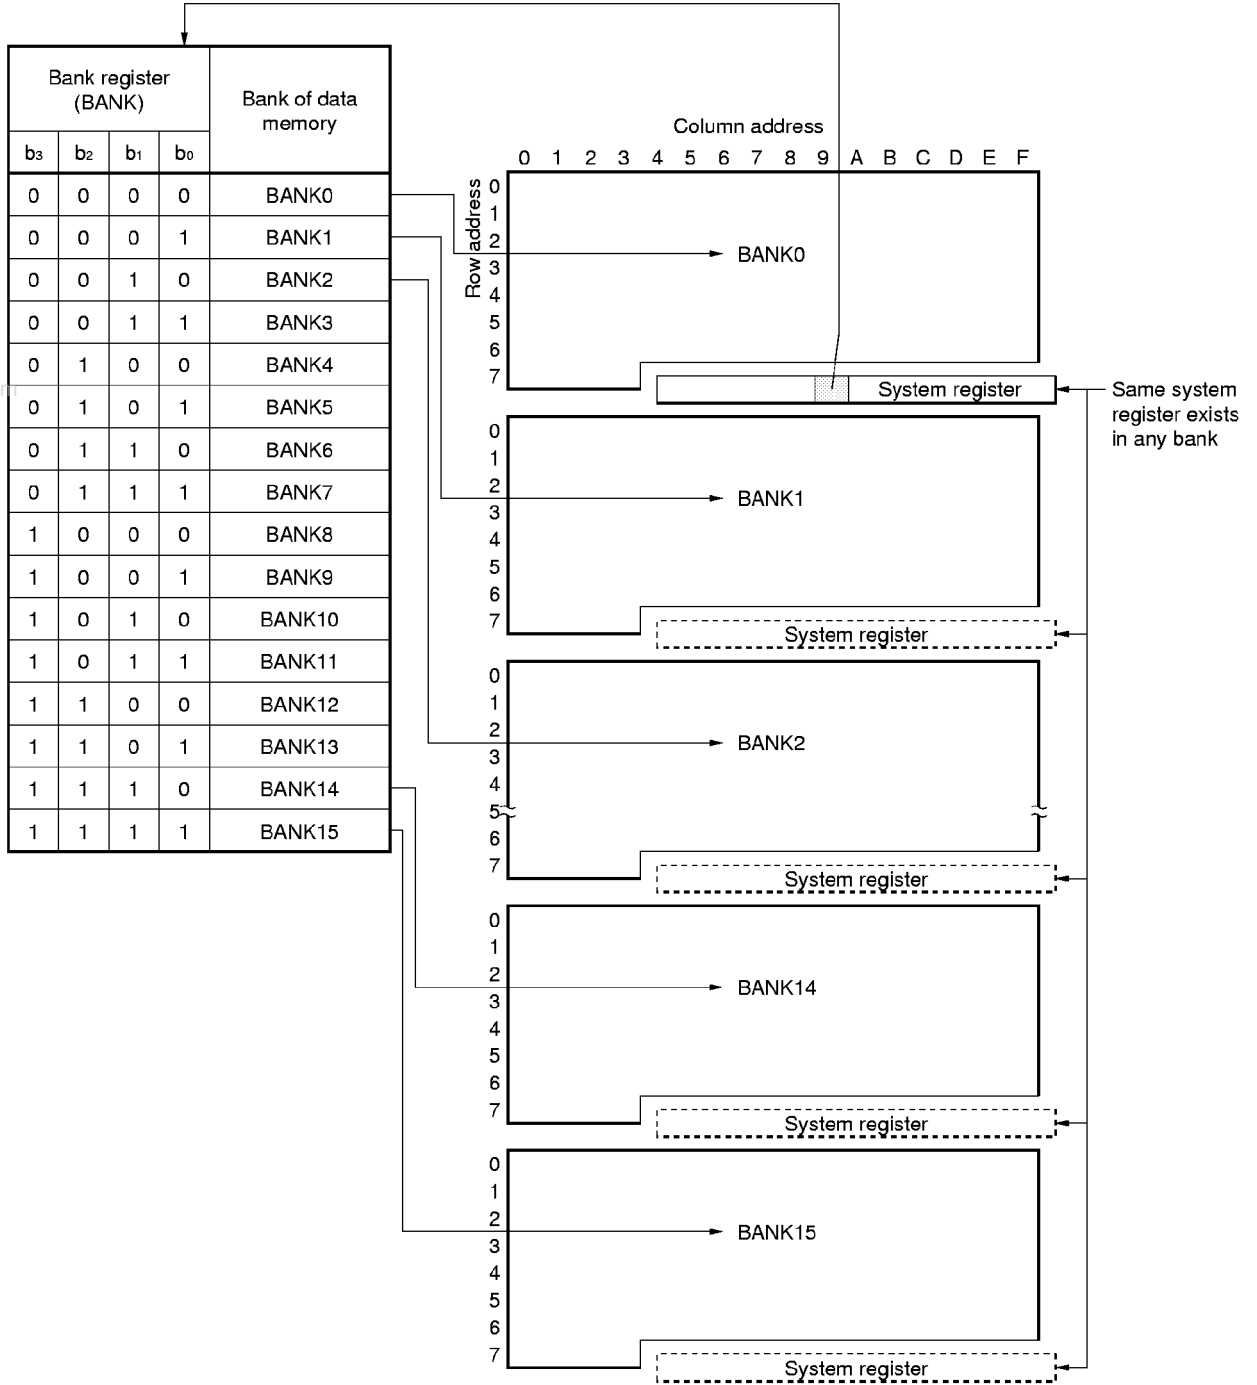 Bank register
(BANK)
Bank of data
memory
b3 b2 b1 b0
0 0 0 0 BANK0
0 0 0 1 BANK1
0 0 1 0 BANK2
0 0 1 1 BANK3
0 1 0 0 BANK4
0 1 0 1 BANK5
0 1 1 0 BANK6
0 1 1 1 BANK7
1 0 0 0 BANK8
1 0 0 1 BANK9
1 0 1 0 BANK10
1 0 1 1 BANK11
1 1 0 0 BANK12
1 1 0 1 BANK13
1 1 1 0 BANK14
1 1 1 1 BANK15
Column address
0 1 2 3 4 5 6 7 8 9 A B C D E F
Row address
0
1
2
3
4
5
6
7
BANK0
System register
Same system
register exists
in any bank
0
1
2
3
4
5
6
7
BANK1
System register
0
1
2
3
4
5
6
7
BANK2
System register
0
1
2
3
4
5
6
7
BANK14
System register
0
1
2
3
4
5
6
7
BANK15
System register